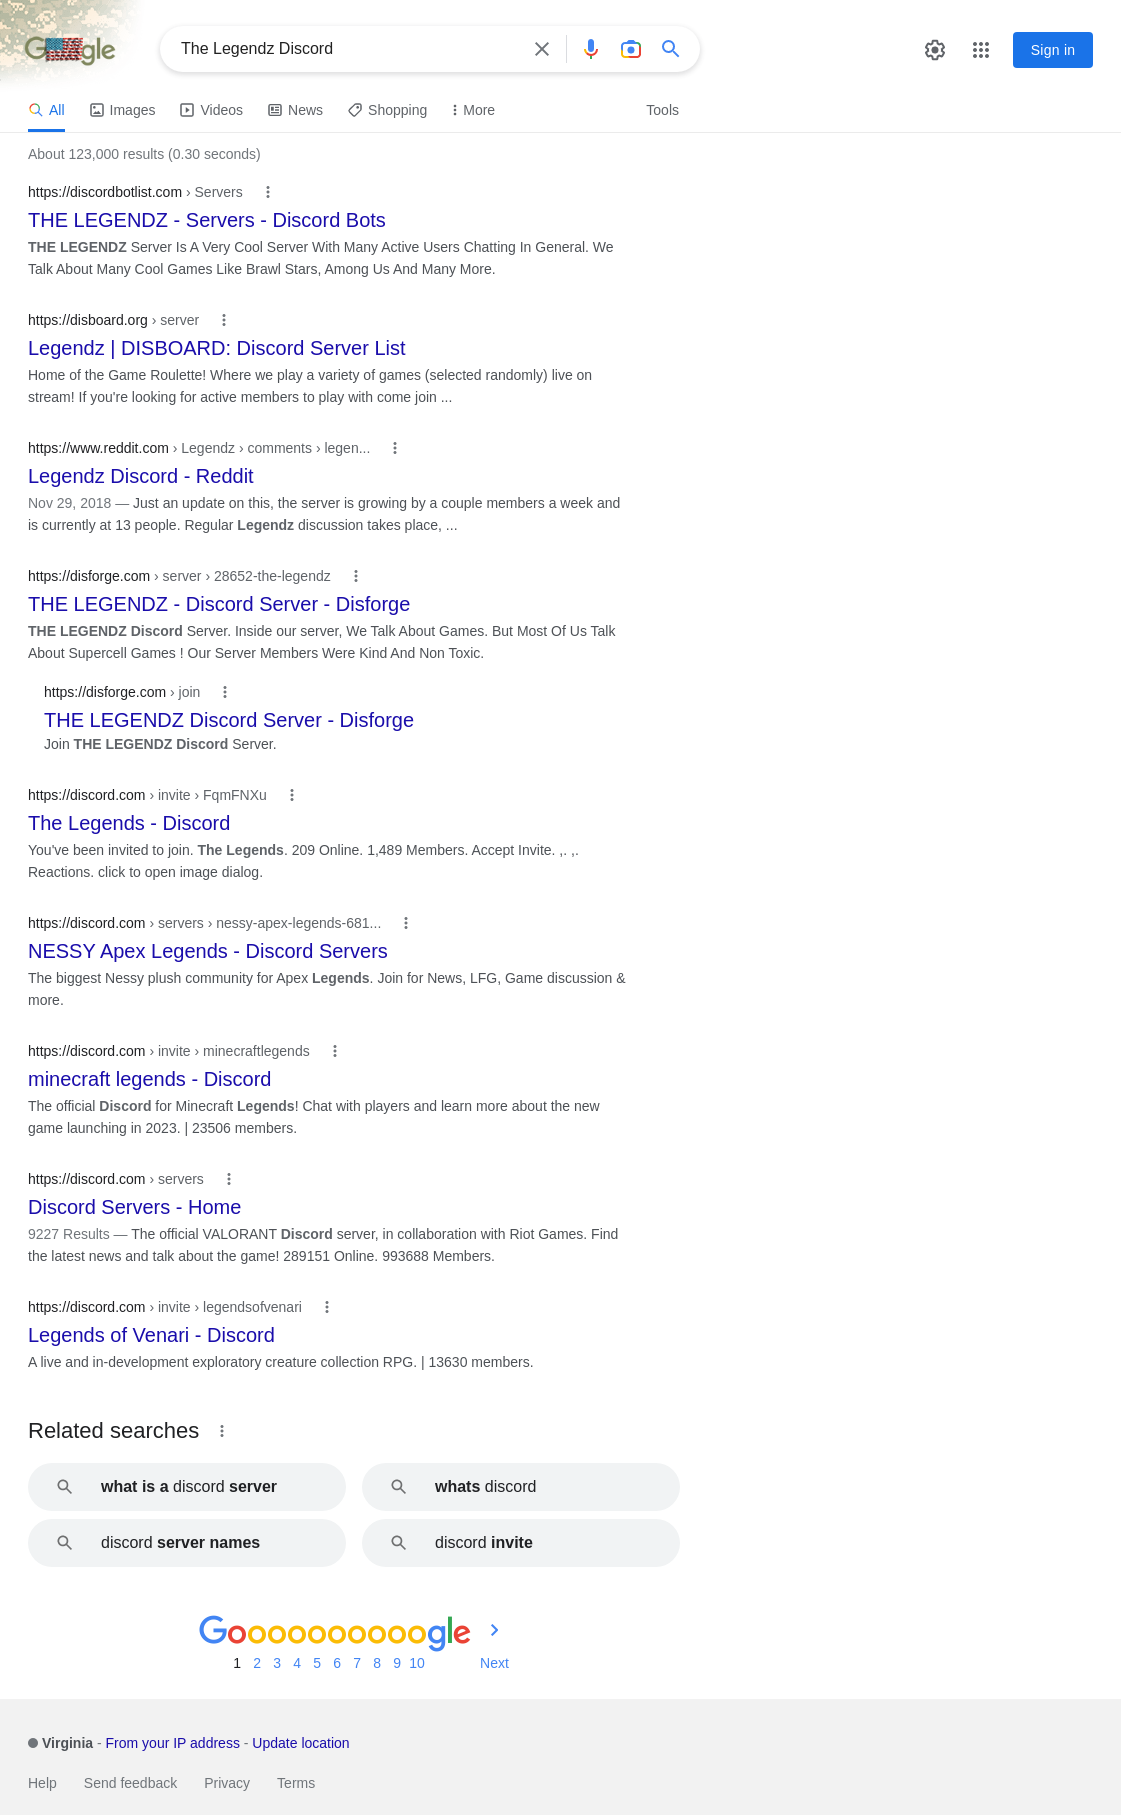 Google
The Legendz Discord
Sign in
All Images Videos News Shopping More Tools
About 123,000 results (0.30 seconds)
https://discordbotlist.com › Servers
THE LEGENDZ - Servers - Discord Bots
THE LEGENDZ Server Is A Very Cool Server With Many Active Users Chatting In General. We
Talk About Many Cool Games Like Brawl Stars, Among Us And Many More.
https://disboard.org › server
Legendz | DISBOARD: Discord Server List
Home of the Game Roulette! Where we play a variety of games (selected randomly) live on
stream! If you're looking for active members to play with come join ...
https://www.reddit.com › Legendz › comments › legen...
Legendz Discord - Reddit
Nov 29, 2018 — Just an update on this, the server is growing by a couple members a week and
is currently at 13 people. Regular Legendz discussion takes place, ...
https://disforge.com › server › 28652-the-legendz
THE LEGENDZ - Discord Server - Disforge
THE LEGENDZ Discord Server. Inside our server, We Talk About Games. But Most Of Us Talk
About Supercell Games ! Our Server Members Were Kind And Non Toxic.
https://disforge.com › join
THE LEGENDZ Discord Server - Disforge
Join THE LEGENDZ Discord Server.
https://discord.com › invite › FqmFNXu
The Legends - Discord
You've been invited to join. The Legends. 209 Online. 1,489 Members. Accept Invite. ,. ,.
Reactions. click to open image dialog.
https://discord.com › servers › nessy-apex-legends-681...
NESSY Apex Legends - Discord Servers
The biggest Nessy plush community for Apex Legends. Join for News, LFG, Game discussion &
more.
https://discord.com › invite › minecraftlegends
minecraft legends - Discord
The official Discord for Minecraft Legends! Chat with players and learn more about the new
game launching in 2023. | 23506 members.
https://discord.com › servers
Discord Servers - Home
9227 Results — The official VALORANT Discord server, in collaboration with Riot Games. Find
the latest news and talk about the game! 289151 Online. 993688 Members.
https://discord.com › invite › legendsofvenari
Legends of Venari - Discord
A live and in-development exploratory creature collection RPG. | 13630 members.
Related searches
what is a discord server
whats discord
discord server names
discord invite
Goooooooooogle
1 2 3 4 5 6 7 8 9 10 Next
Virginia - From your IP address - Update location
Help Send feedback Privacy Terms